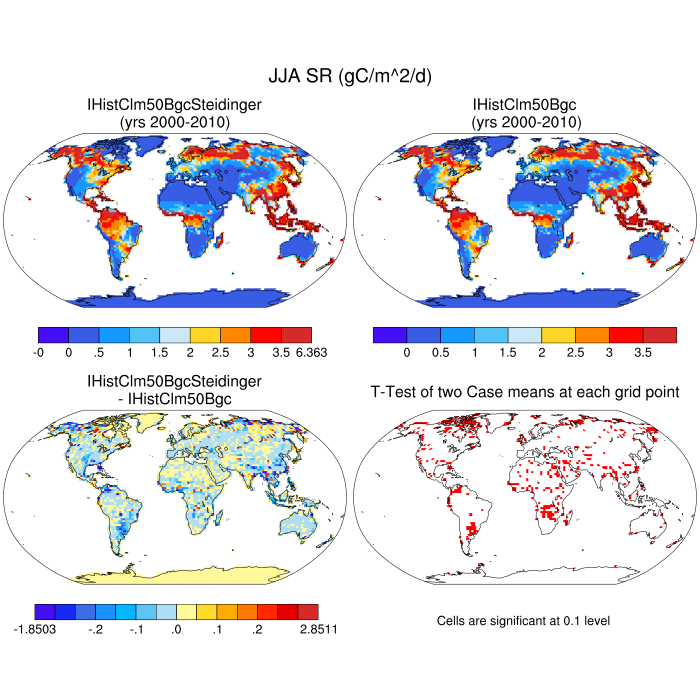 JJA SR (gC/m^2/d)
IHistClm50BgcSteidinger
(yrs 2000-2010)
IHistClm50Bgc
(yrs 2000-2010)
-0 0 .5 1 1.5 2 2.5 3 3.5 6.363
0 0.5 1 1.5 2 2.5 3 3.5
IHistClm50BgcSteidinger
- IHistClm50Bgc
T-Test of two Case means at each grid point
-1.8503 -.2 -.1 .0 .1 .2 2.8511
Cells are significant at 0.1 level